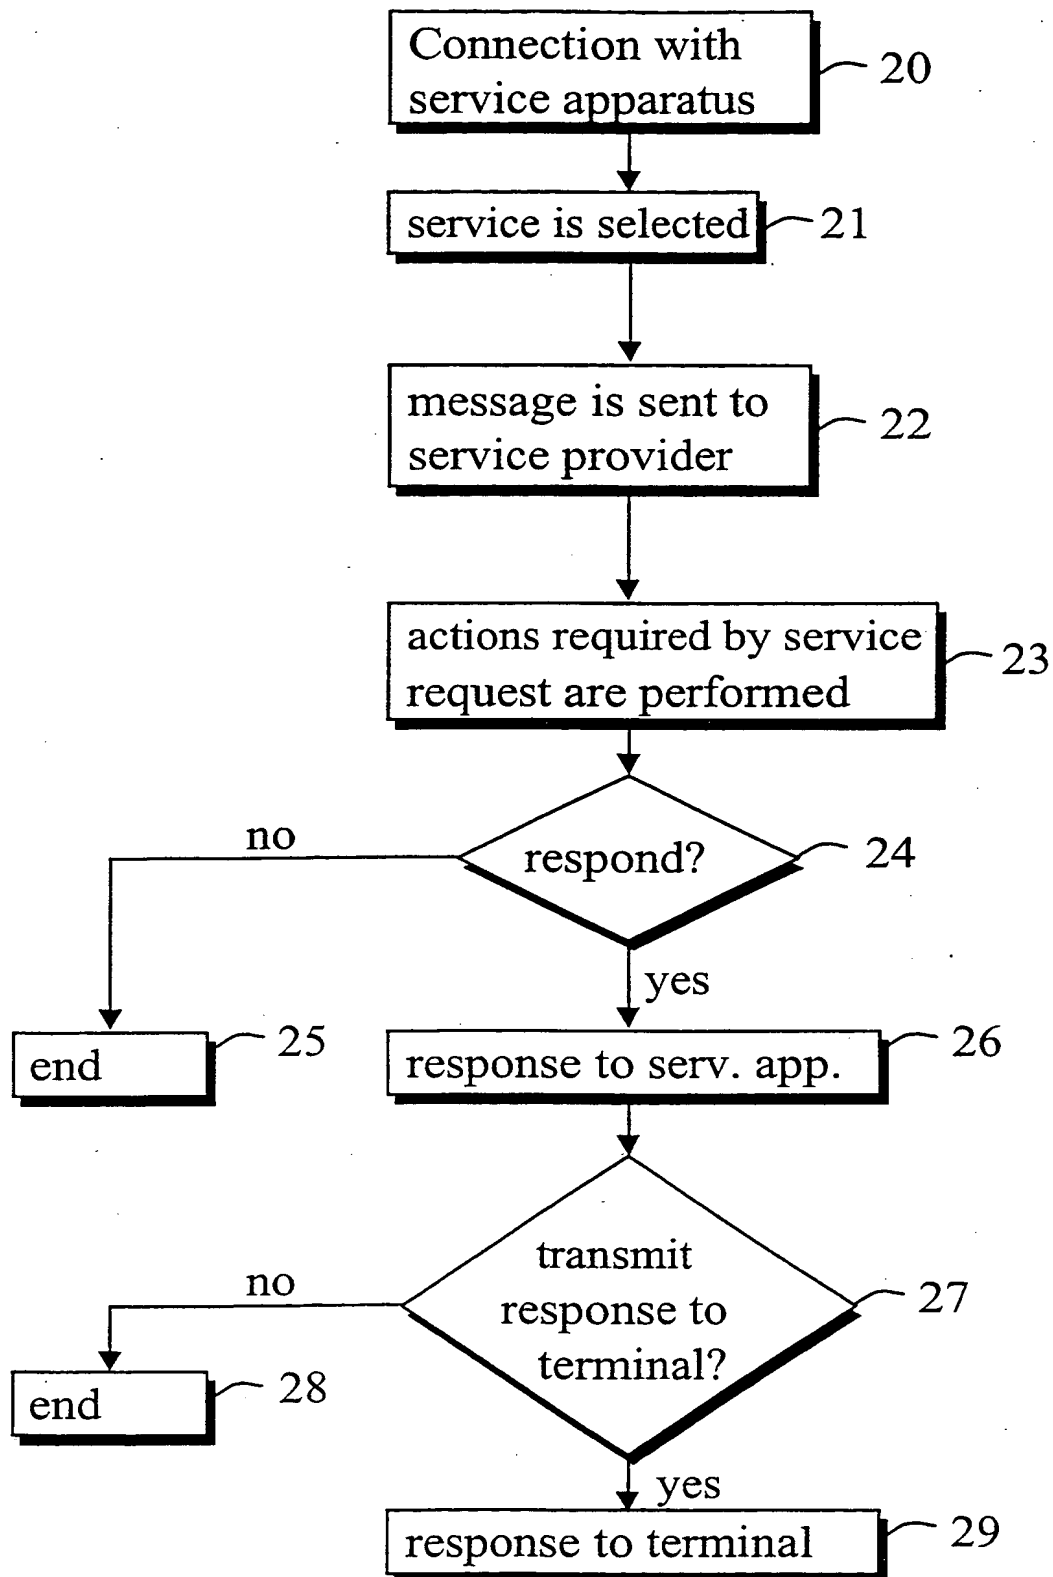 Connection with
service apparatus
20
service is selected
21
message is sent to
service provider
22
actions required by service
request are performed
23
no
respond?
24
yes
end
25
response to serv. app.
26
no
transmit
response to
terminal?
27
end
28
yes
response to terminal
29